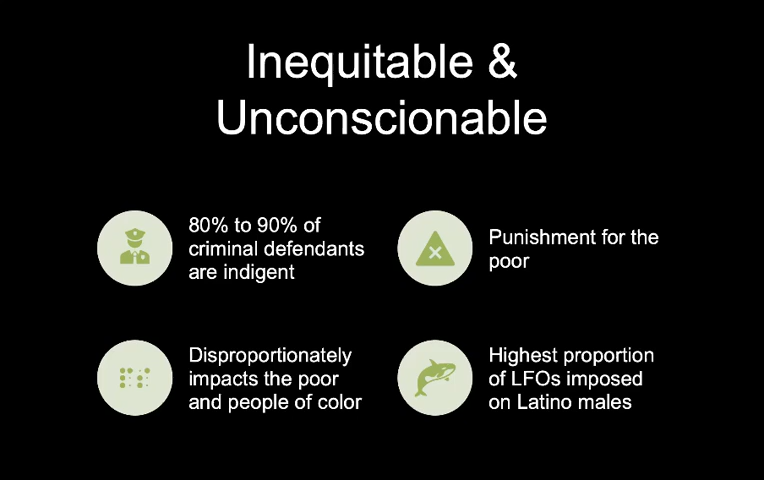 Inequitable &
Unconscionable
80% to 90% of
criminal defendants
are indigent
Punishment for the
poor
Disproportionately
impacts the poor
and people of color
Highest proportion
of LFOs imposed
on Latino males